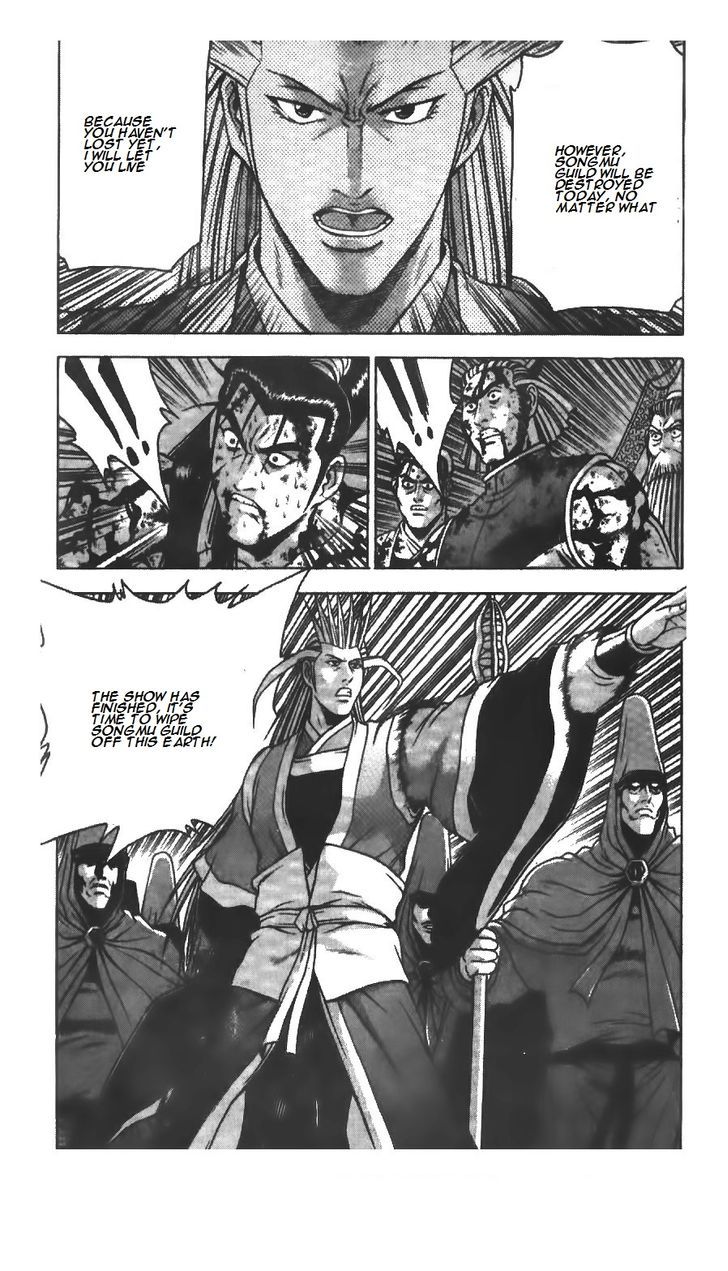 BECAUSE
YOU HAVEN'T
LOST YET,
I WILL LET
YOU LIVE
HOWEVER,
SONGMU
GUILD WILL BE
DESTROYED
TODAY, NO
MATTER WHAT
!!
!!
THE SHOW HAS
FINISHED, IT'S
TIME TO WIPE
SONGMU GUILD
OFF THIS EARTH!